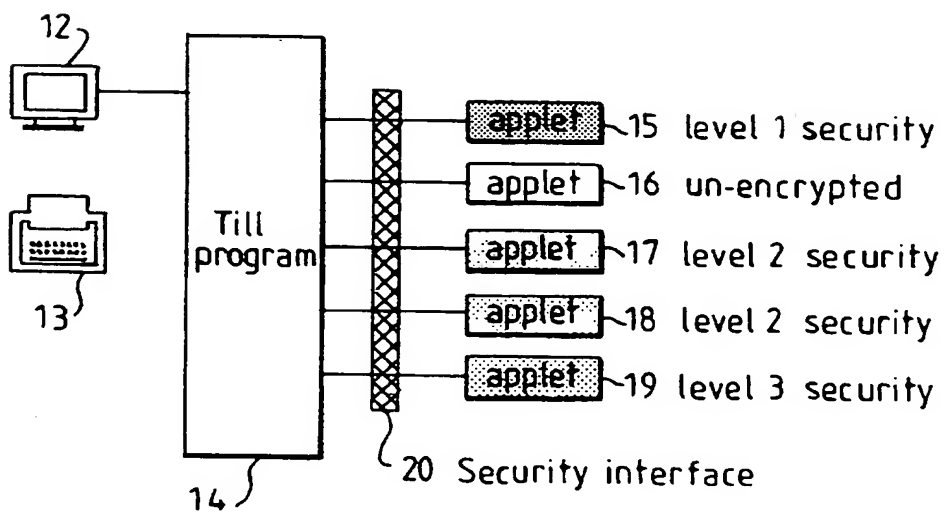 12
applet 15 level 1 security
applet 16 un-encrypted
Till
program
applet 17 level 2 security
13
applet 18 level 2 security
applet 19 level 3 security
20 Security interface
14